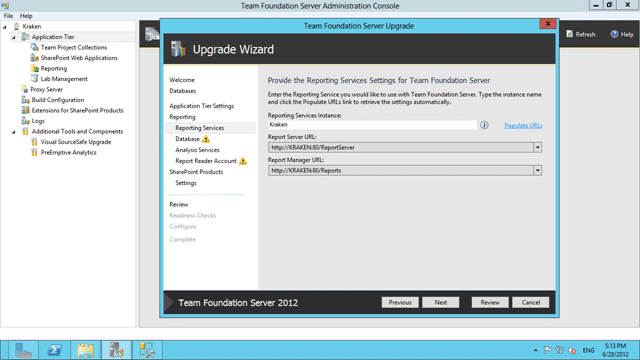 Team Foundation Server Administration Console
File Help
Kraken
Application Tier
Team Project Collections
SharePoint Web Applications
Reporting
Lab Management
Proxy Server
Build Configuration
Extensions for SharePoint Products
Logs
Additional Tools and Components
Visual SourceSafe Upgrade
PreEmptive Analytics
Refresh
Help
Team Foundation Server Upgrade
Upgrade Wizard
Welcome
Databases
Application Tier Settings
Reporting
Reporting Services
Database
Analysis Services
Report Reader Account
SharePoint Products
Settings
Review
Readiness Checks
Configure
Complete
Provide the Reporting Services Settings for Team Foundation Server
Enter the Reporting Service you would like to use with Team Foundation Server. Type the instance name
and click the Populate URLs link to retrieve the settings automatically.
Reporting Services Instance:
Kraken
Populate URLs
Report Server URL:
http://KRAKEN:80/ReportServer
Report Manager URL:
http://KRAKEN:80/Reports
Team Foundation Server 2012
Previous
Next
Review
Cancel
ENG
5:13 PM
6/28/2012